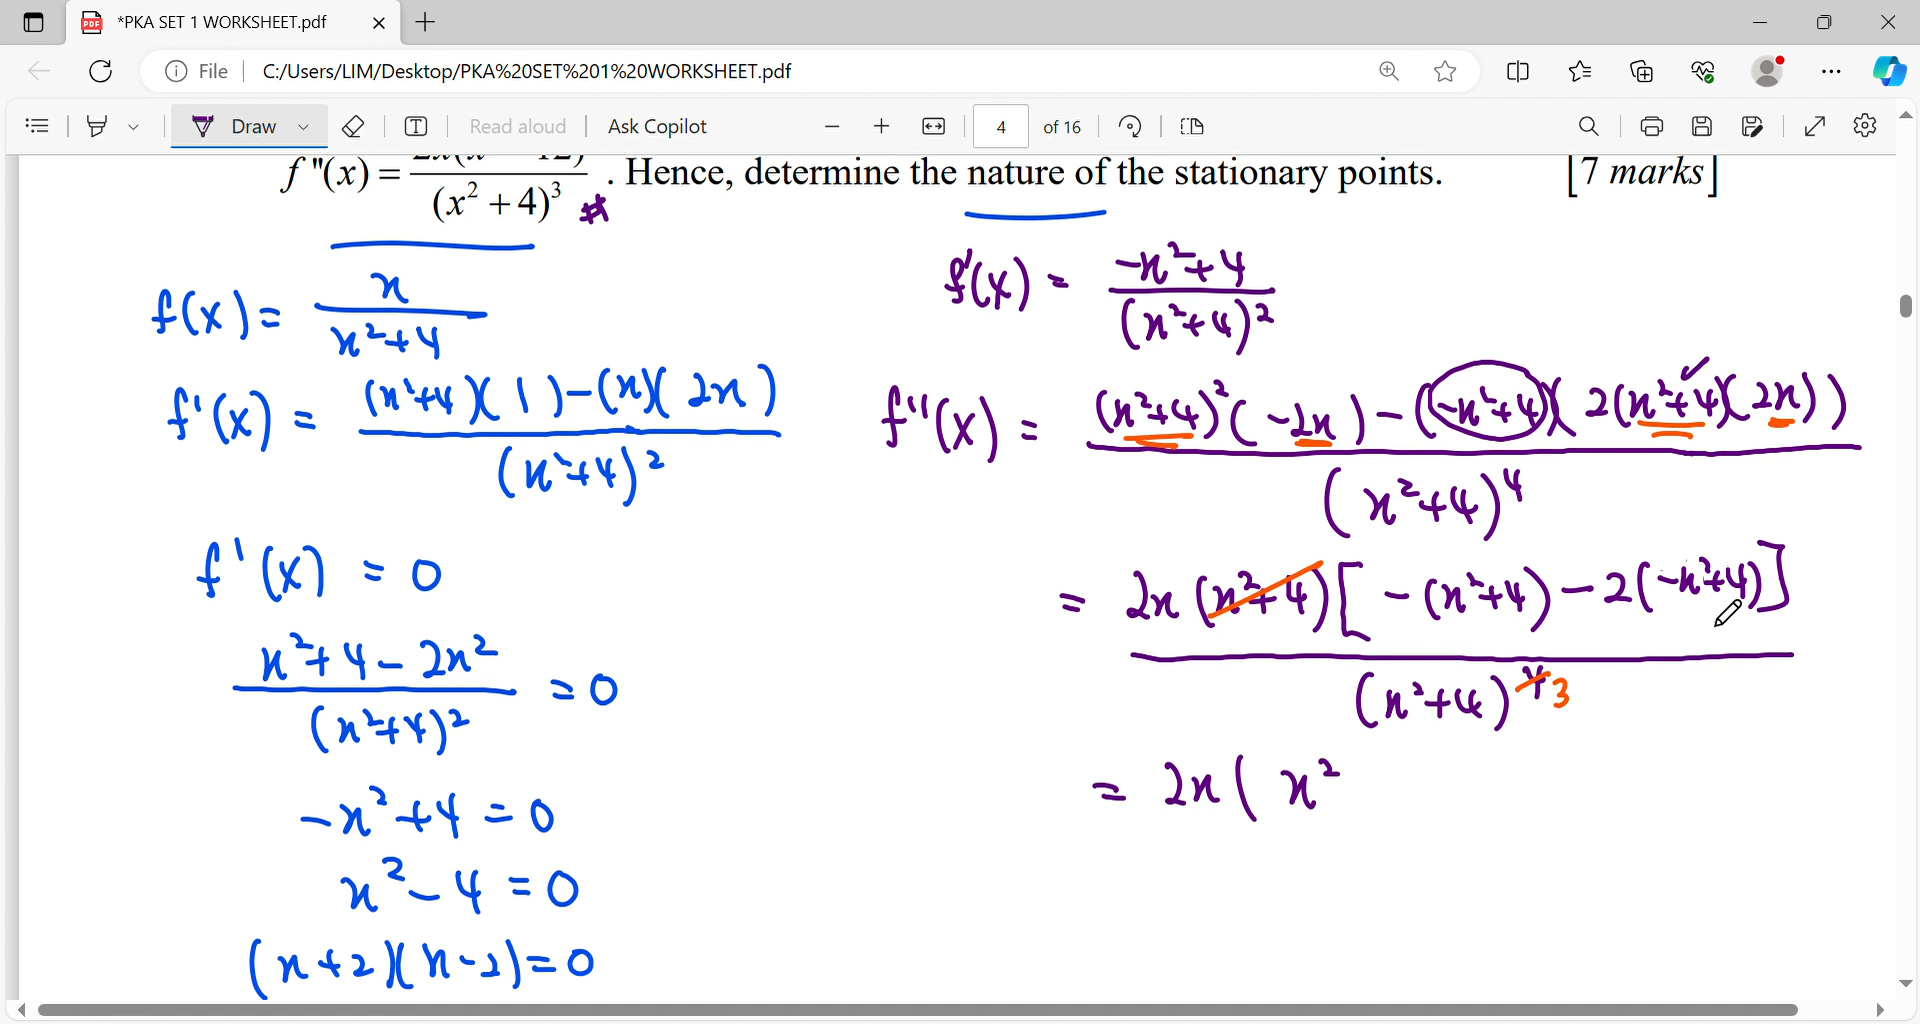 *PKA SET 1 WORKSHEET.pdf
File C:/Users/LIM/Desktop/PKA%20SET%201%20WORKSHEET.pdf
Draw Read aloud Ask Copilot 4 of 16
f "(x) = 2x(x² − 12) / (x² + 4)³ . Hence, determine the nature of the stationary points. [7 marks]
f(x) = x / x²+4
f'(x) = (x²+4)(1)-(x)(2x) / (x²+4)²
f'(x) = 0
x²+4-2x² / (x²+4)² = 0
-x²+4 = 0
x²-4 = 0
(x+2)(x-2)=0
f'(x) = -x²+4 / (x²+4)²
f''(x) = (x²+4)²(-2x) - (-x²+4)(2(x²+4)(2x)) / (x²+4)⁴
= 2x(x²+4)[-(x²+4)-2(-x²+4)] / (x²+4)⁴ 3
= 2x( x²